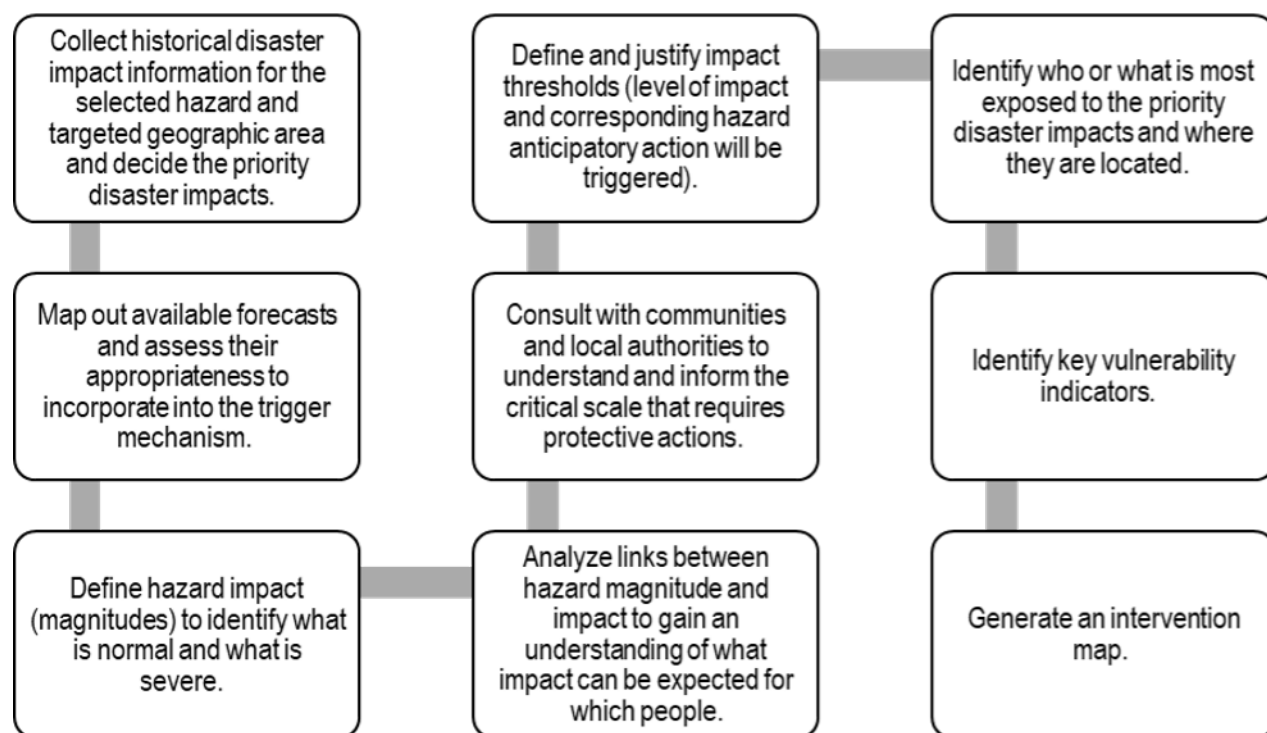 Collect historical disaster
impact information for the
selected hazard and
targeted geographic area
and decide the priority
disaster impacts.
Map out available forecasts
and assess their
appropriateness to
incorporate into the trigger
mechanism.
Define hazard impact
(magnitudes) to identify what
is normal and what is
severe.
Analyze links between
hazard magnitude and
impact to gain an
understanding of what
impact can be expected for
which people.
Consult with communities
and local authorities to
understand and inform the
critical scale that requires
protective actions.
Define and justify impact
thresholds (level of impact
and corresponding hazard
anticipatory action will be
triggered).
Identify who or what is most
exposed to the priority
disaster impacts and where
they are located.
Identify key vulnerability
indicators.
Generate an intervention
map.